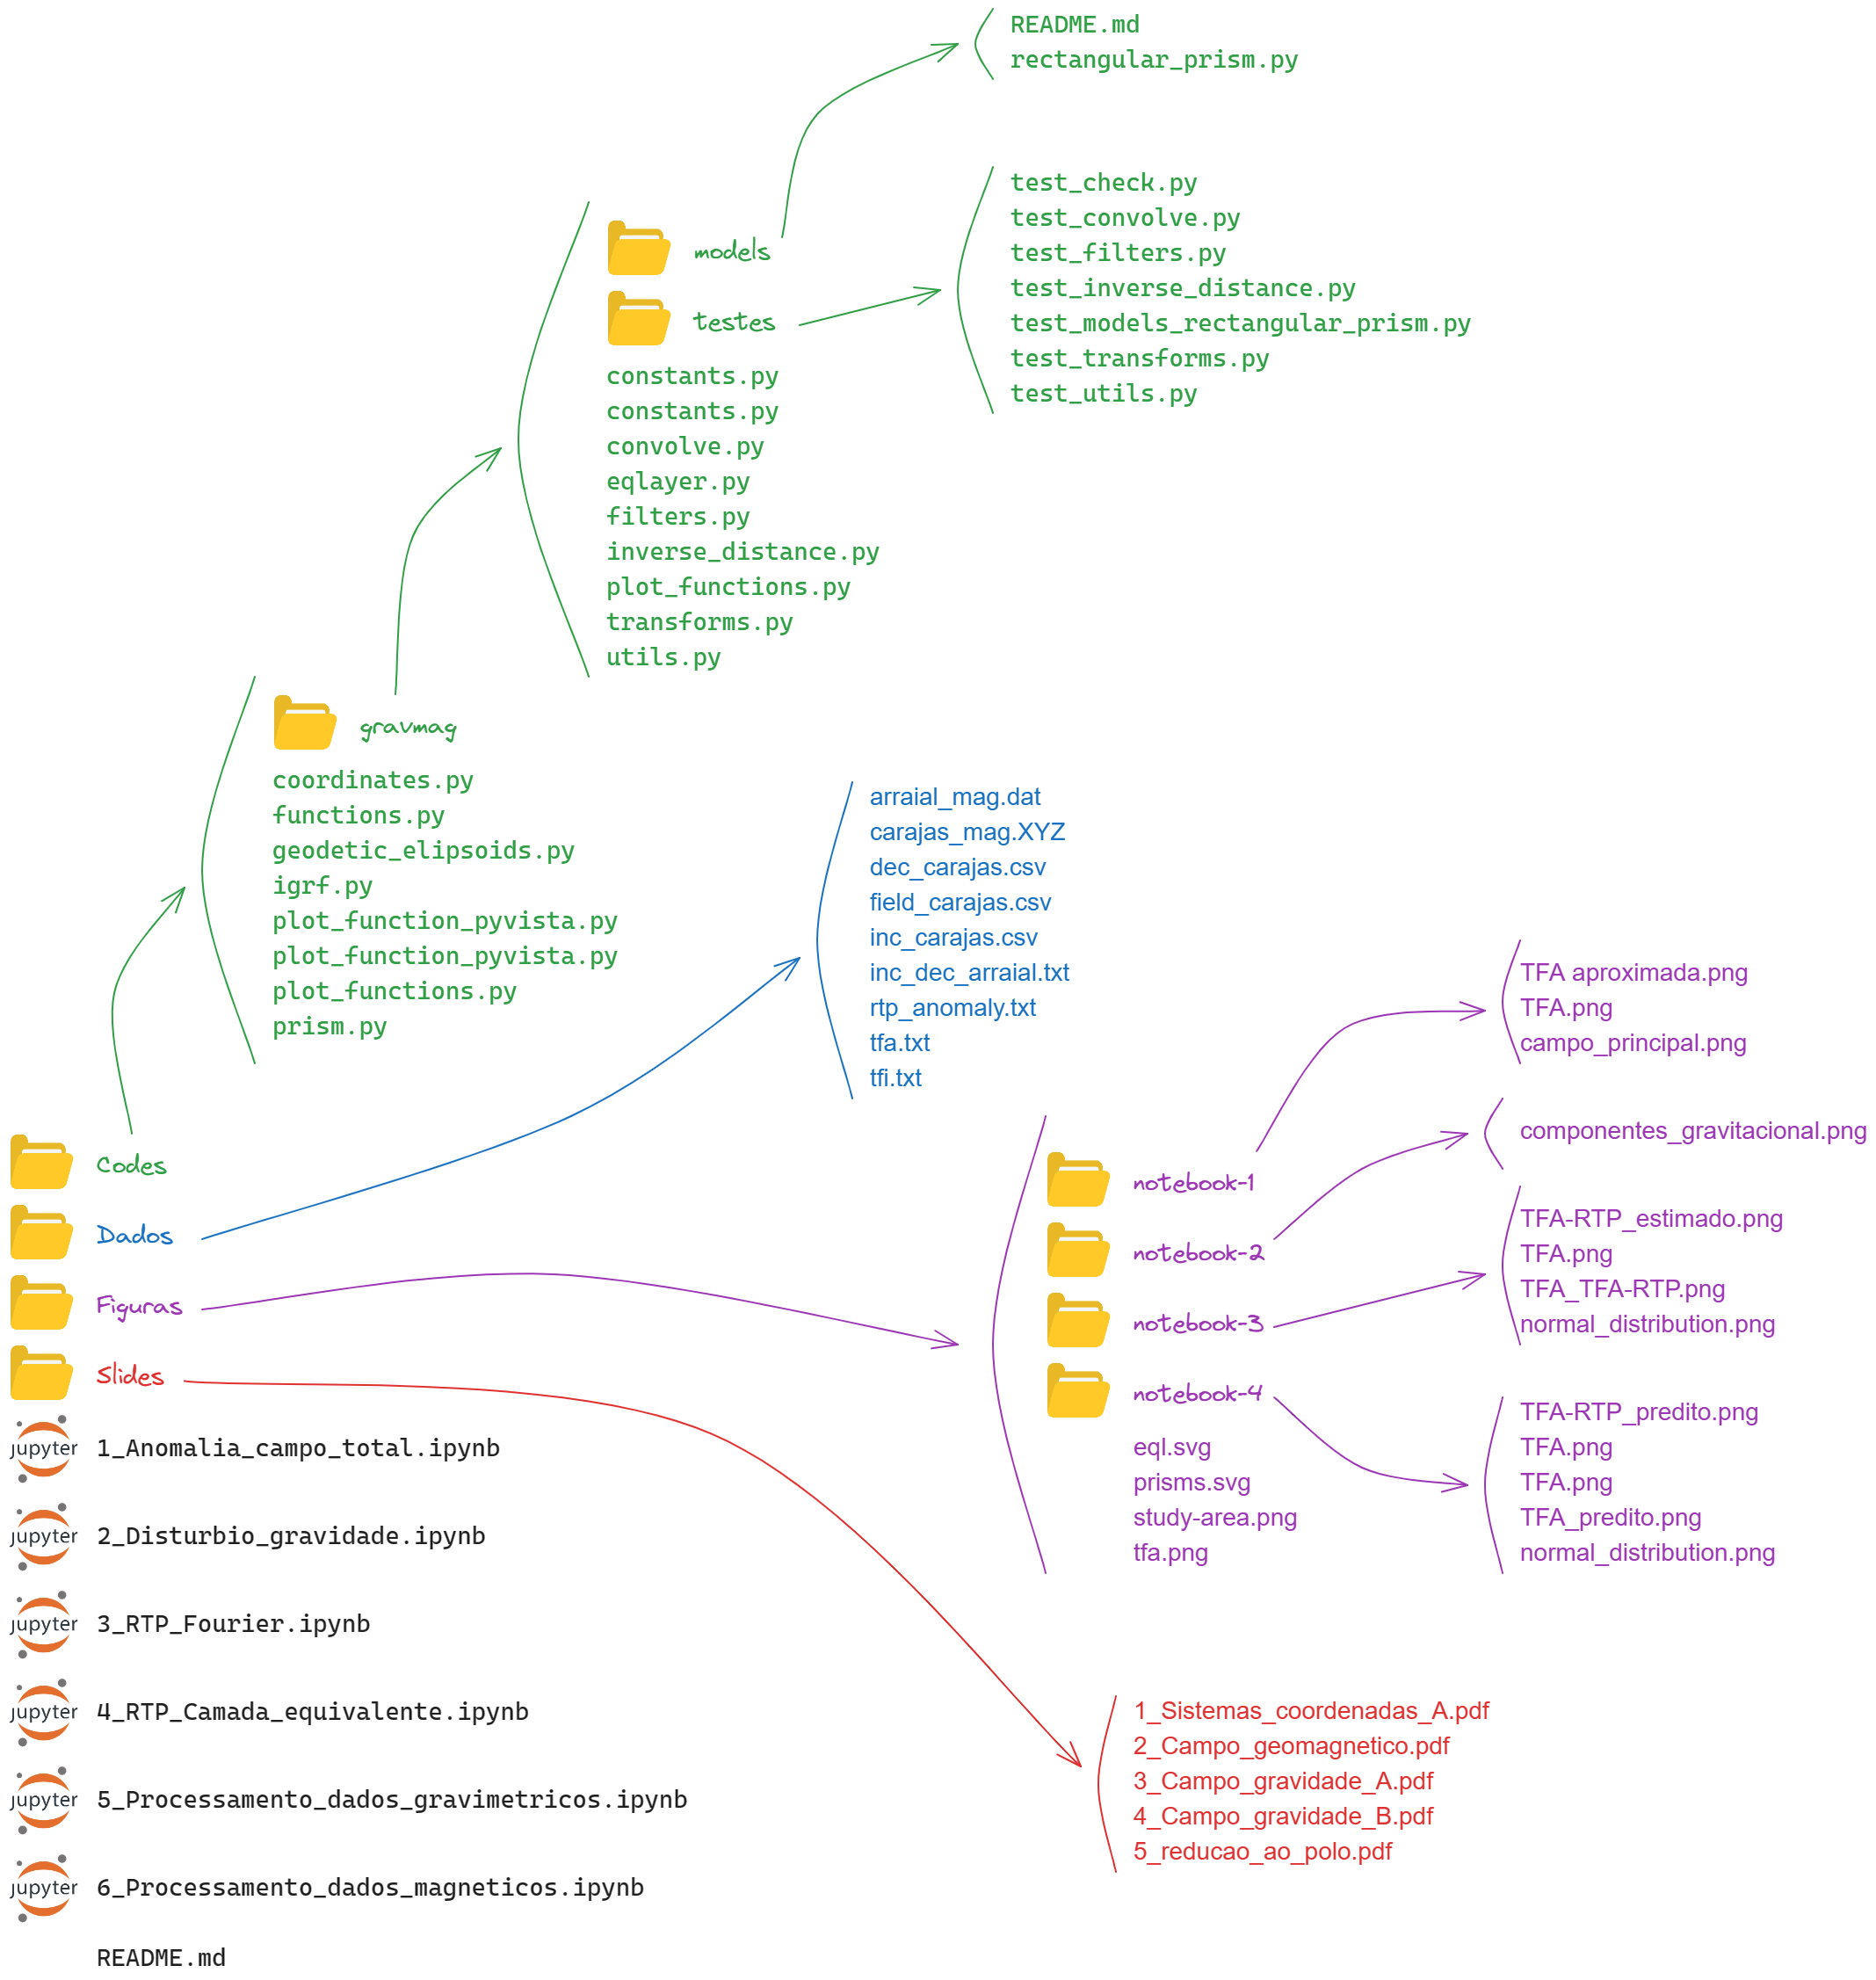 README.md
rectangular_prism.py
models
testes
test_check.py
test_convolve.py
test_filters.py
test_inverse_distance.py
test_models_rectangular_prism.py
test_transforms.py
test_utils.py
constants.py
constants.py
convolve.py
eqlayer.py
filters.py
inverse_distance.py
plot_functions.py
transforms.py
utils.py
gravmag
coordinates.py
functions.py
geodetic_elipsoids.py
igrf.py
plot_function_pyvista.py
plot_function_pyvista.py
plot_functions.py
prism.py
arraial_mag.dat
carajas_mag.XYZ
dec_carajas.csv
field_carajas.csv
inc_carajas.csv
inc_dec_arraial.txt
rtp_anomaly.txt
tfa.txt
tfi.txt
TFA aproximada.png
TFA.png
campo_principal.png
componentes_gravitacional.png
TFA-RTP_estimado.png
TFA.png
TFA_TFA-RTP.png
normal_distribution.png
TFA-RTP_predito.png
TFA.png
TFA.png
TFA_predito.png
normal_distribution.png
notebook-1
notebook-2
notebook-3
notebook-4
eql.svg
prisms.svg
study-area.png
tfa.png
Codes
Dados
Figuras
Slides
jupyter 1_Anomalia_campo_total.ipynb
jupyter 2_Disturbio_gravidade.ipynb
jupyter 3_RTP_Fourier.ipynb
jupyter 4_RTP_Camada_equivalente.ipynb
jupyter 5_Processamento_dados_gravimetricos.ipynb
jupyter 6_Processamento_dados_magneticos.ipynb
README.md
1_Sistemas_coordenadas_A.pdf
2_Campo_geomagnetico.pdf
3_Campo_gravidade_A.pdf
4_Campo_gravidade_B.pdf
5_reducao_ao_polo.pdf